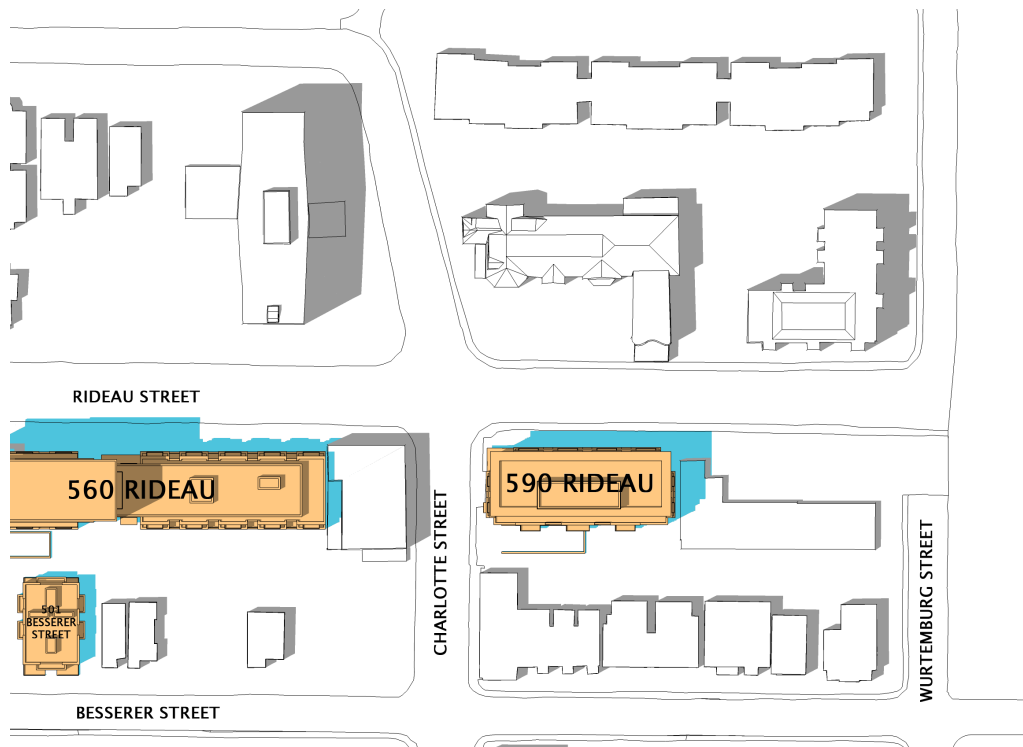 RIDEAU STREET
560 RIDEAU
590 RIDEAU
CHARLOTTE STREET
WURTEMBURG STREET
501
BESSERER
STREET
BESSERER STREET